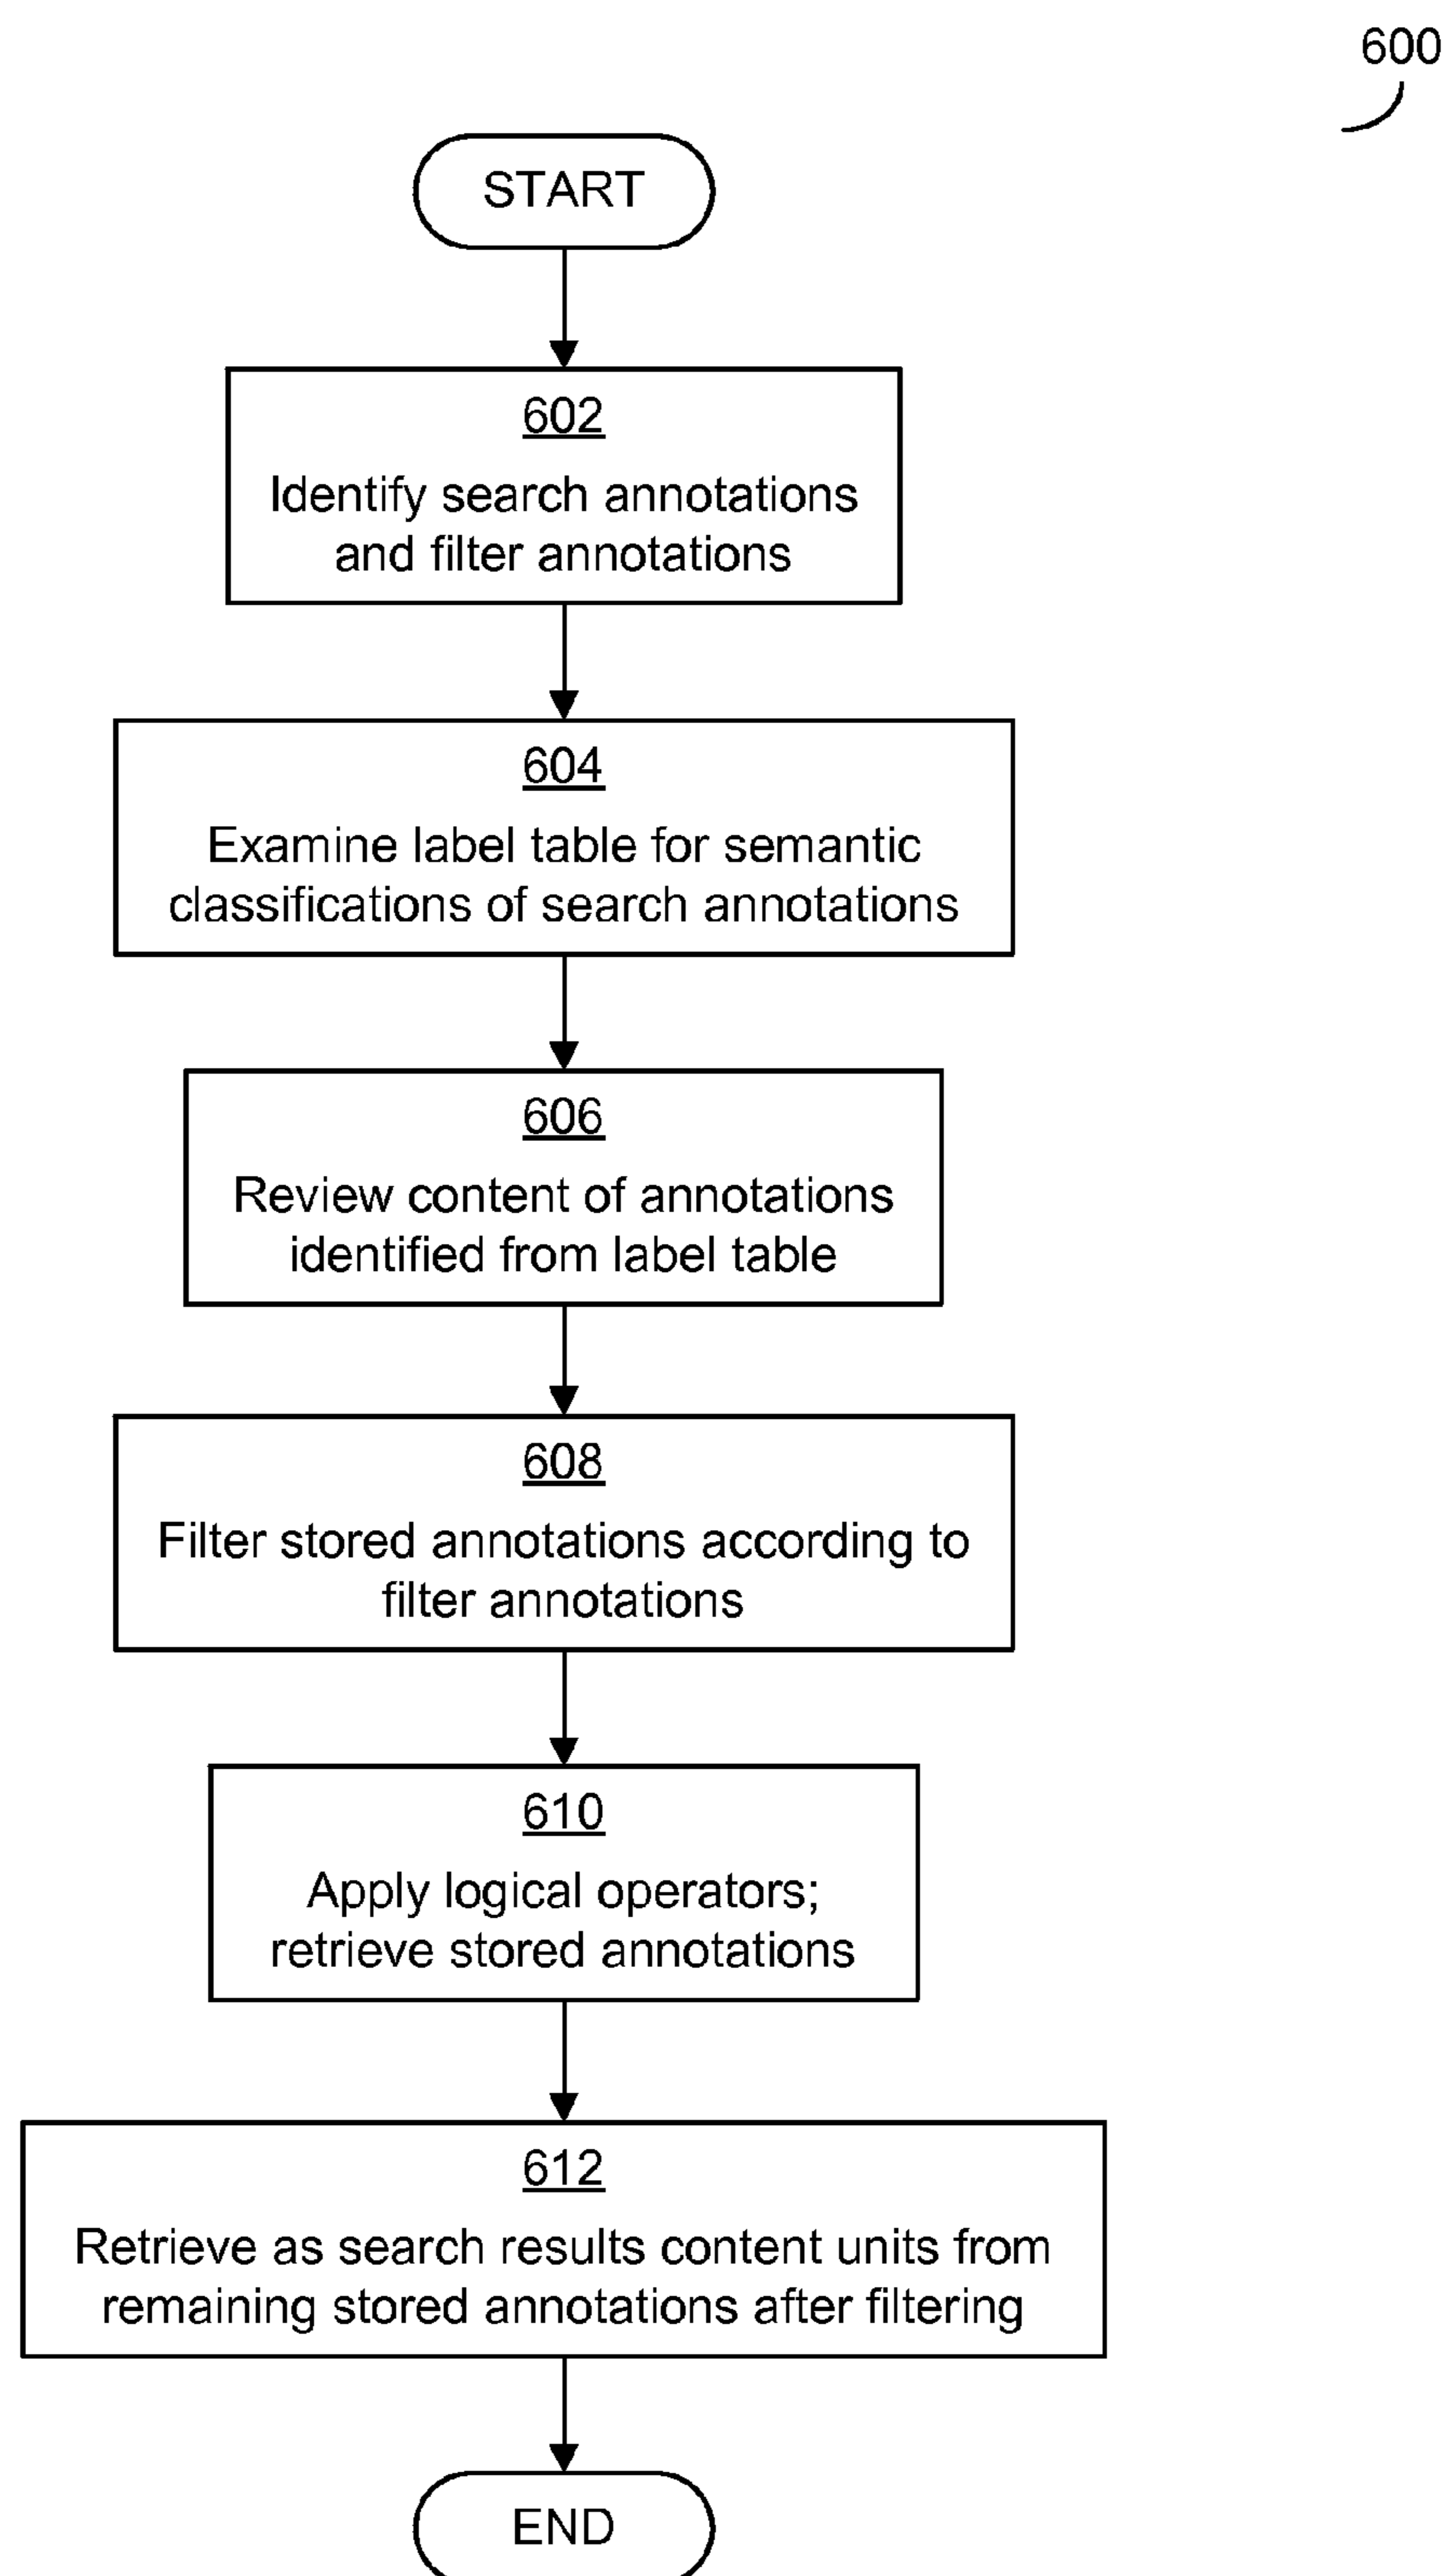 600
START
602
Identify search annotations
and filter annotations
604
Examine label table for semantic
classifications of search annotations
606
Review content of annotations
identified from label table
608
Filter stored annotations according to
filter annotations
610
Apply logical operators;
retrieve stored annotations
612
Retrieve as search results content units from
remaining stored annotations after filtering
END